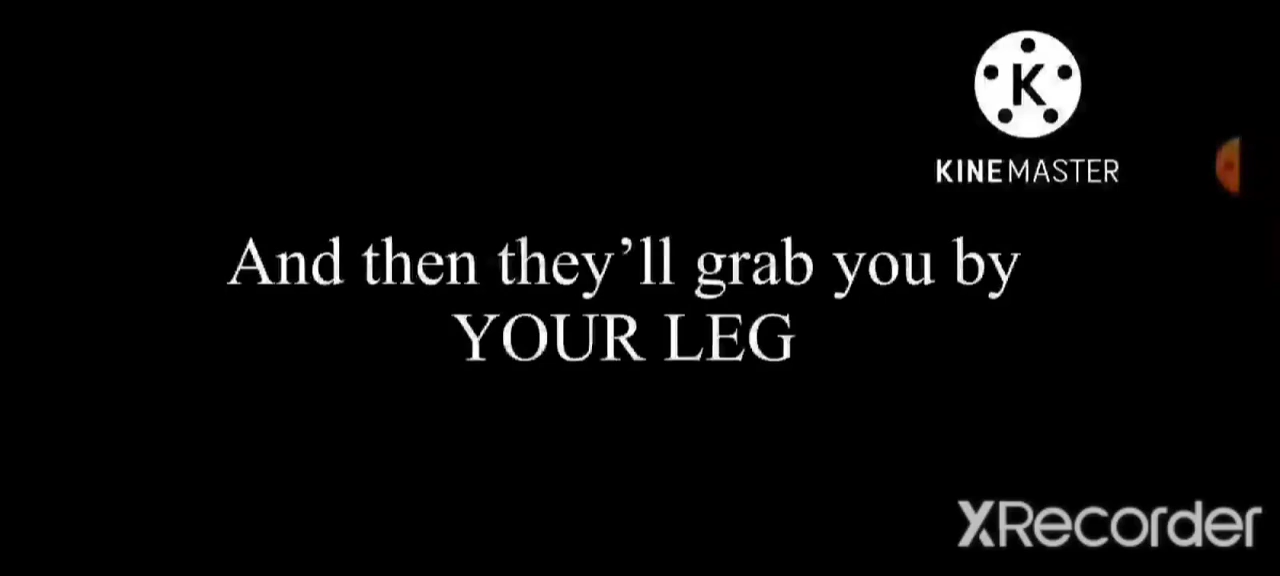 K
KINEMASTER
And then they’ll grab you by
YOUR LEG
XRecorder